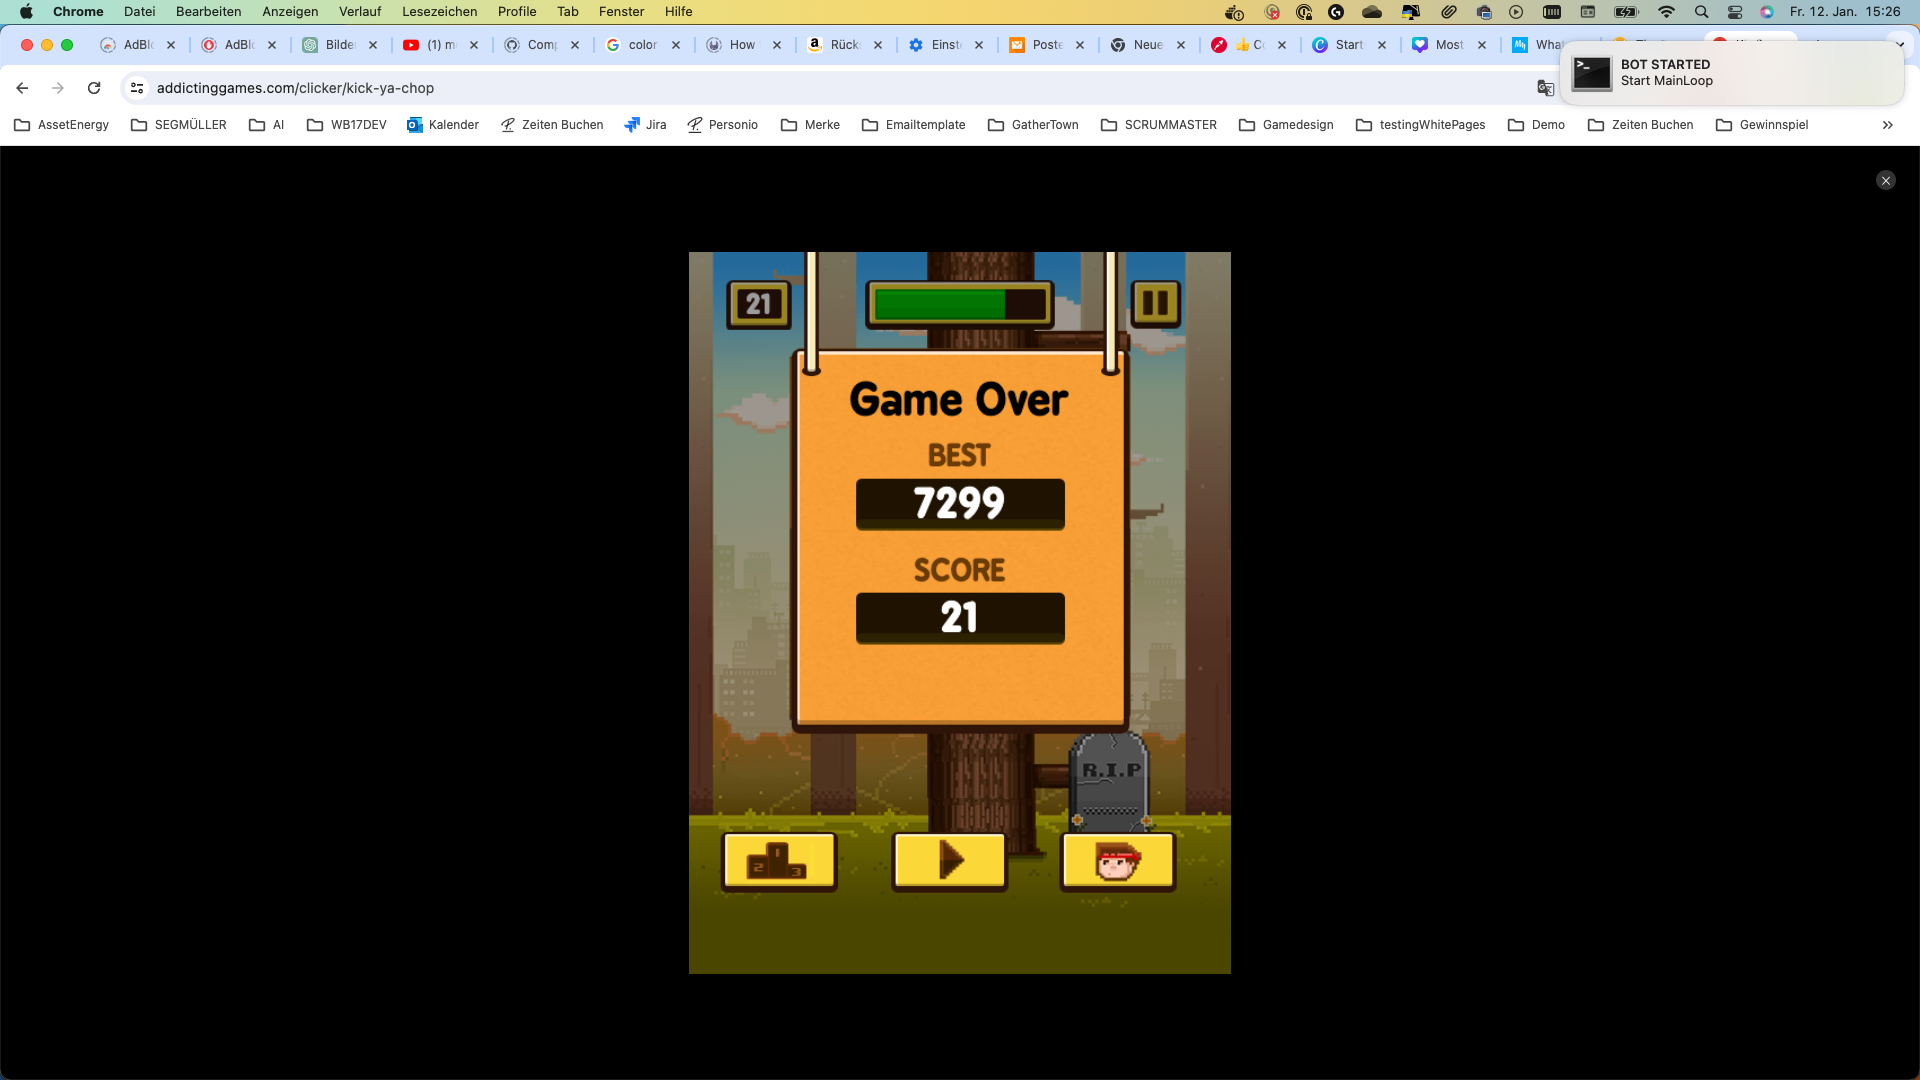 Chrome Datei Bearbeiten Anzeigen Verlauf Lesezeichen Profile Tab Fenster Hilfe Fr. 12. Jan. 15:26
AdBl AdBl Bilde (1) m Comp color How Rück Einst Poste Neue Start Most Wha
addictinggames.com/clicker/kick-ya-chop
BOT STARTED
Start MainLoop
AssetEnergy SEGMÜLLER AI WB17DEV Kalender Zeiten Buchen Jira Personio Merke Emailtemplate GatherTown SCRUMMASTER Gamedesign testingWhitePages Demo Zeiten Buchen Gewinnspiel
21
Game Over
BEST
7299
SCORE
21
R.I.P
2 1 3